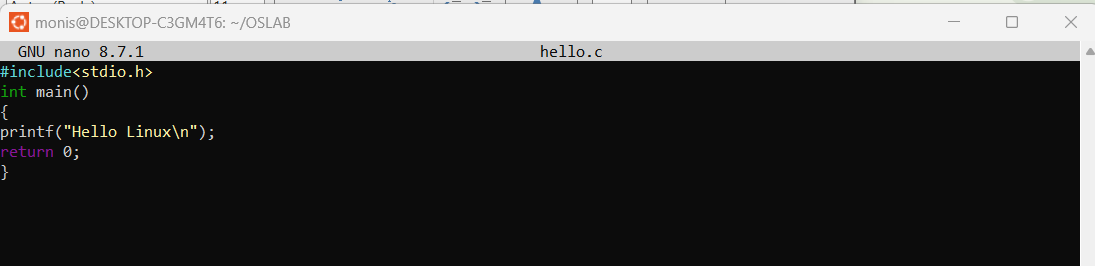 monis@DESKTOP-C3GM4T6: ~/OSLAB
GNU nano 8.7.1 hello.c
#include<stdio.h>
int main()
{
printf("Hello Linux\n");
return 0;
}